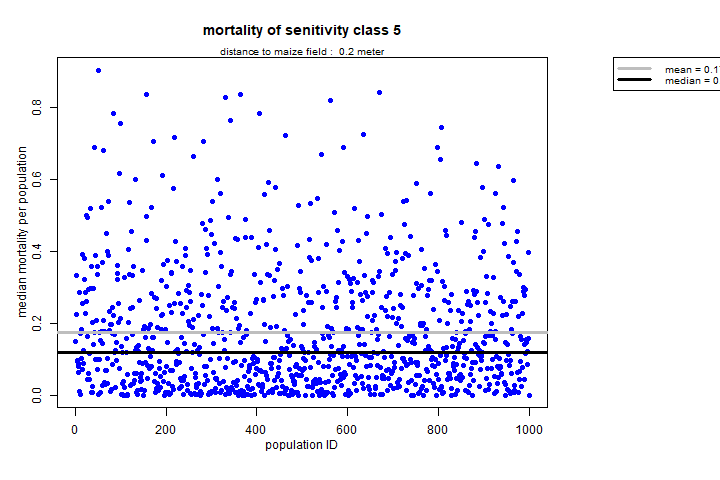 mortality of senitivity class 5
distance to maize field :  0.2 meter
mean = 0.1
median = 0
median mortality per population
0.0
0.2
0.4
0.6
0.8
0
200
400
600
800
1000
population ID